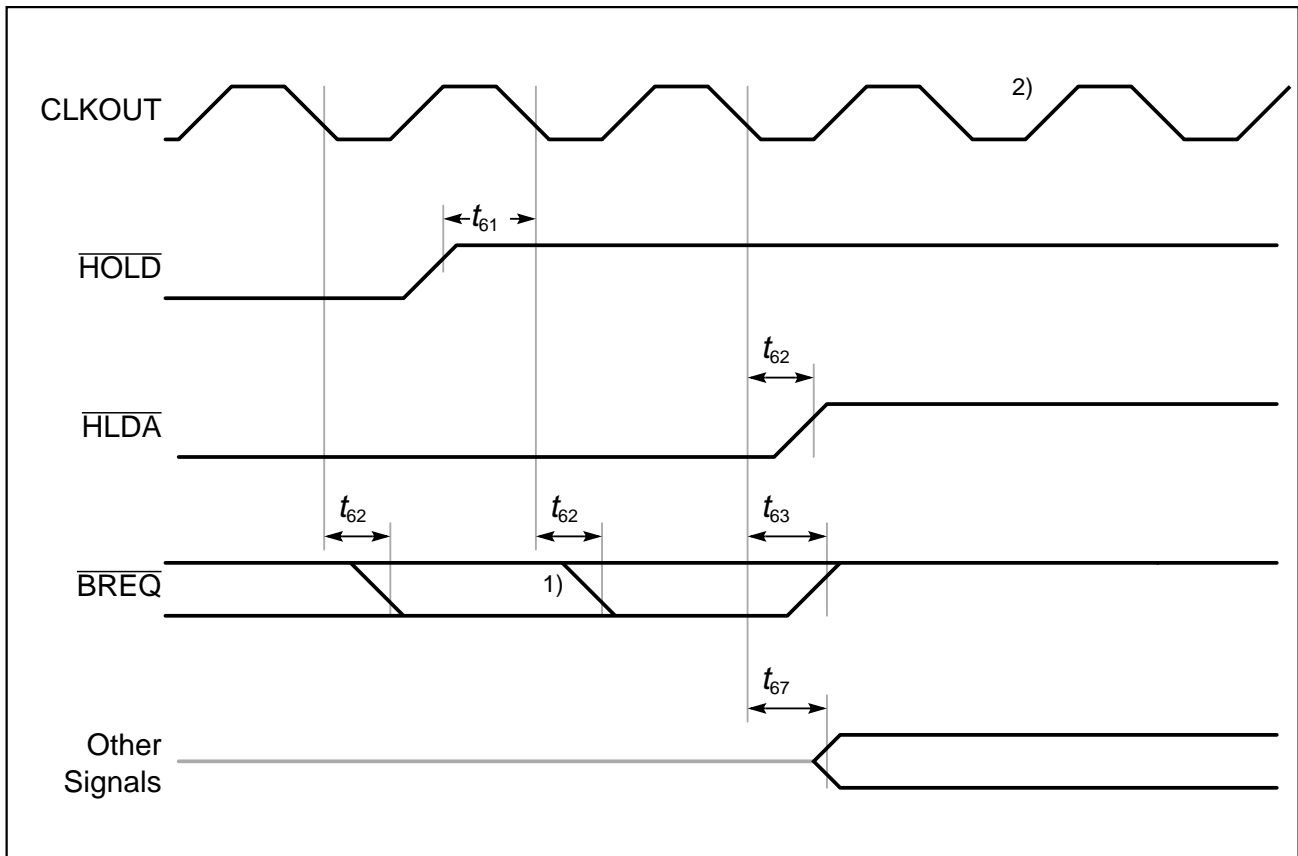 CLKOUT
2)
t61
HOLD
t62
HLDA
t62
t62
t63
BREQ
1)
t67
Other
Signals